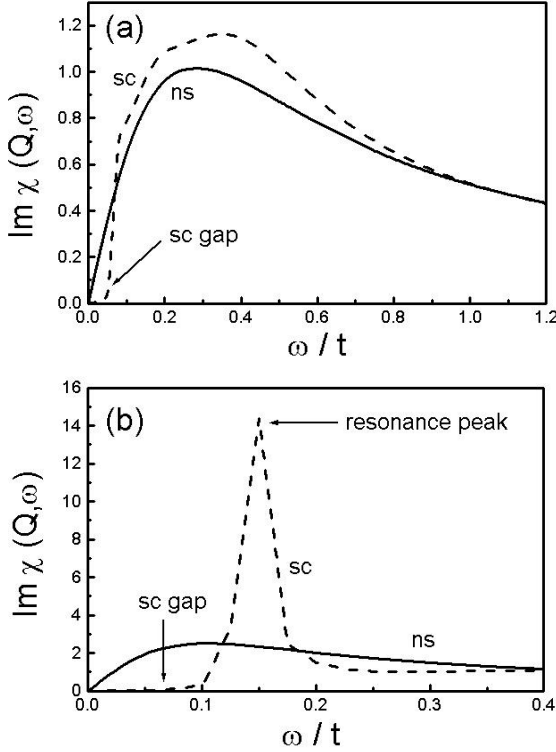 (a)
1.2
1.0
0.8
0.6
0.4
0.2
0.0
Im χ (Q,ω)
sc
ns
sc gap
0.0 0.2 0.4 0.6 0.8 1.0 1.2
ω / t
(b)
16
14
12
10
8
6
4
2
0
Im χ (Q,ω)
resonance peak
sc
sc gap
ns
0.0 0.1 0.2 0.3 0.4
ω / t